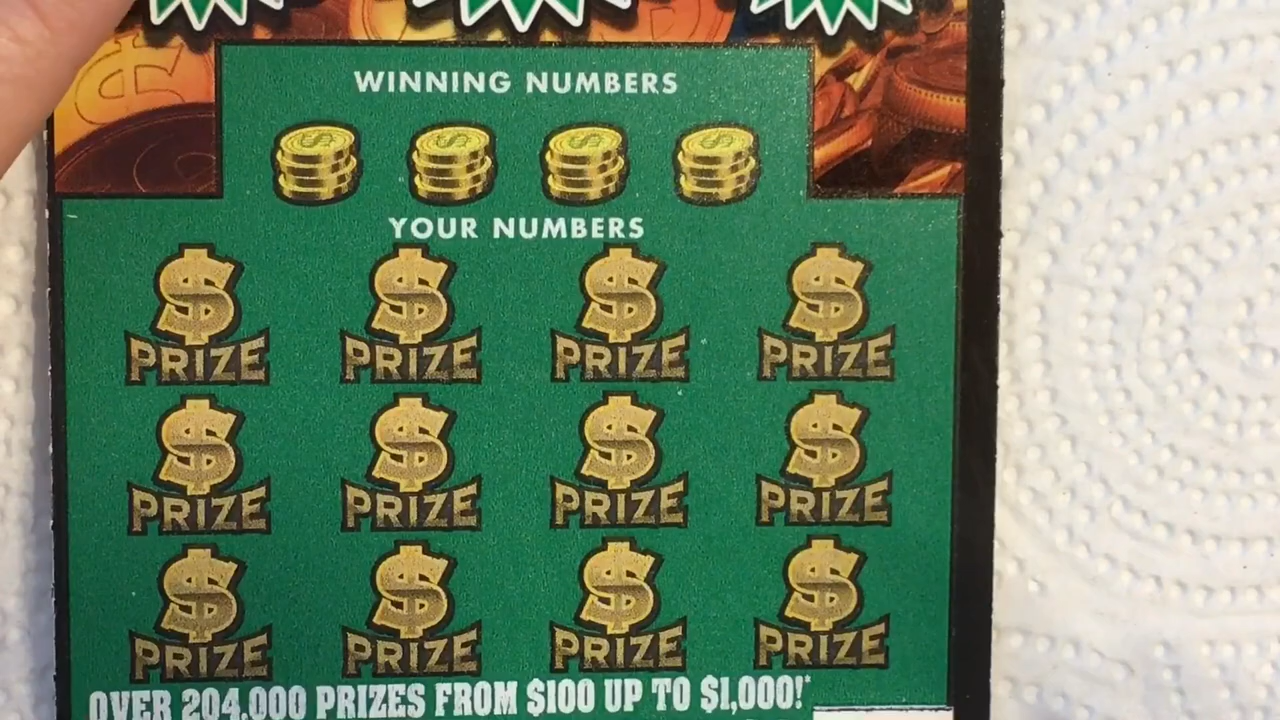 WINNING NUMBERS
YOUR NUMBERS
$ $ $ $
PRIZE PRIZE PRIZE PRIZE
$ $ $ $
PRIZE PRIZE PRIZE PRIZE
$ $ $ $
PRIZE PRIZE PRIZE PRIZE
OVER 204,000 PRIZES FROM $100 UP TO $1,000!*